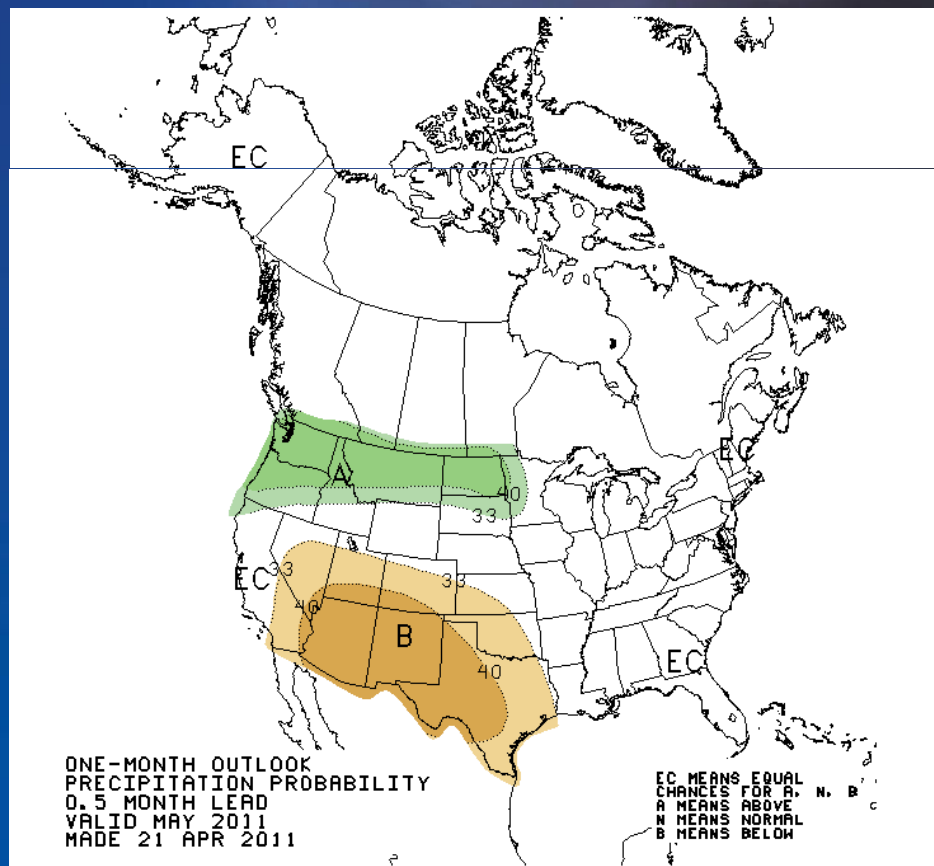 EC
A
40
33
EC
33
33
EC
40
B
40
EC
ONE-MONTH OUTLOOK
PRECIPITATION PROBABILITY
0.5 MONTH LEAD
VALID MAY 2011
MADE 21 APR 2011
EC MEANS EQUAL
CHANCES FOR A, N, B
A MEANS ABOVE
N MEANS NORMAL
B MEANS BELOW